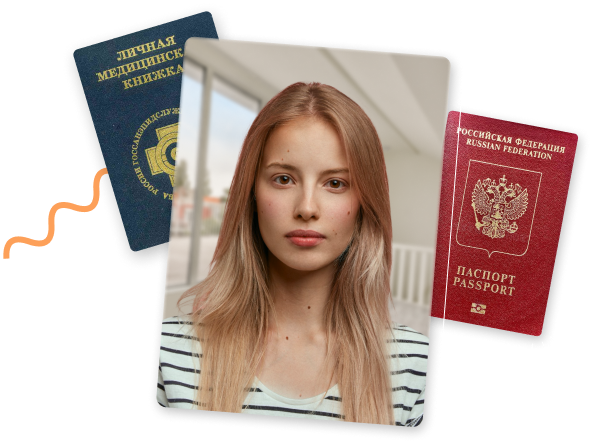 ЛИЧНАЯ
МЕДИЦИНСК
КНИЖКА
РОССИЙСКАЯ ФЕДЕРАЦИЯ
RUSSIAN FEDERATION
ПАСПОРТ
PASSPORT